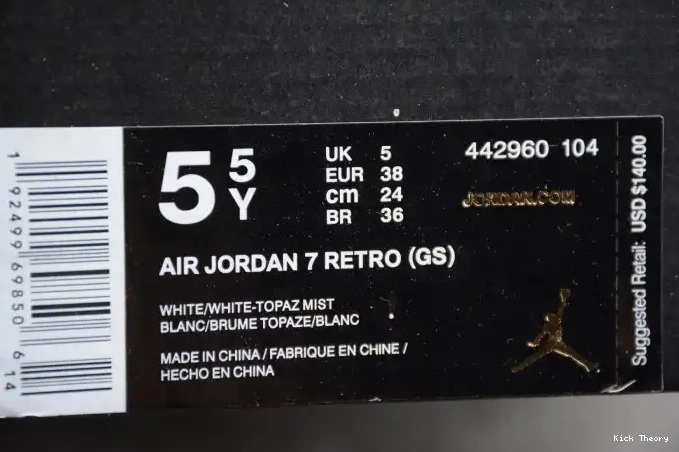 1 92499 69850 6 14
5 5 Y
UK 5
EUR 38
cm 24
BR 36
442960 104
JORDAN.COM
AIR JORDAN 7 RETRO (GS)
WHITE/WHITE-TOPAZ MIST
BLANC/BRUME TOPAZE/BLANC
MADE IN CHINA / FABRIQUE EN CHINE /
HECHO EN CHINA
Suggested Retail: USD $140.00
Kick Theory